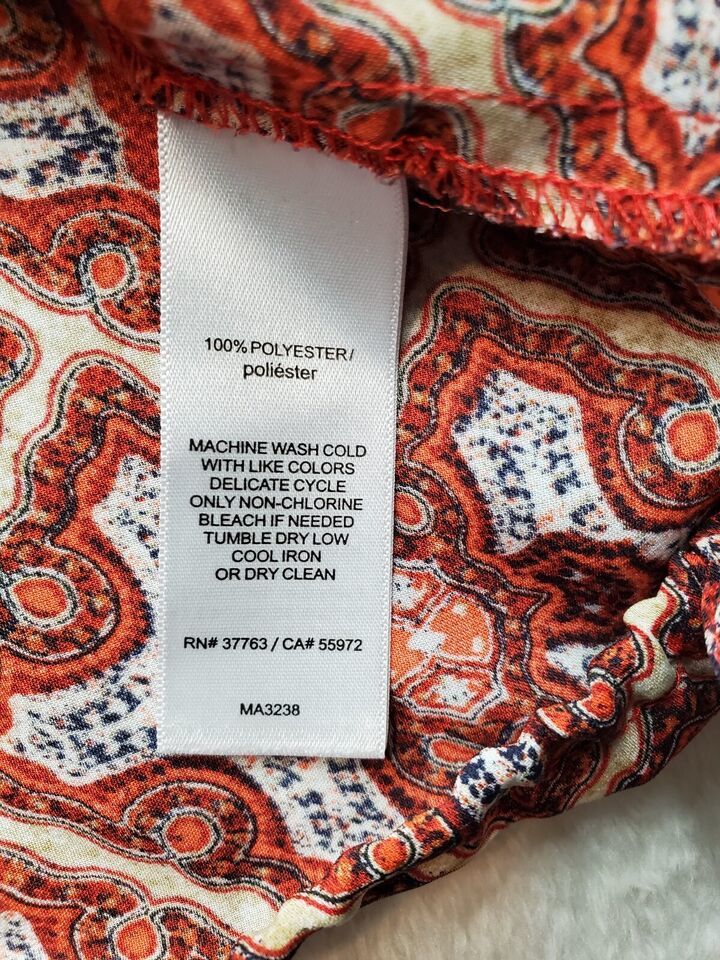 100% POLYESTER /
poliéster
MACHINE WASH COLD
WITH LIKE COLORS
DELICATE CYCLE
ONLY NON-CHLORINE
BLEACH IF NEEDED
TUMBLE DRY LOW
COOL IRON
OR DRY CLEAN
RN# 37763 / CA# 55972
MA3238